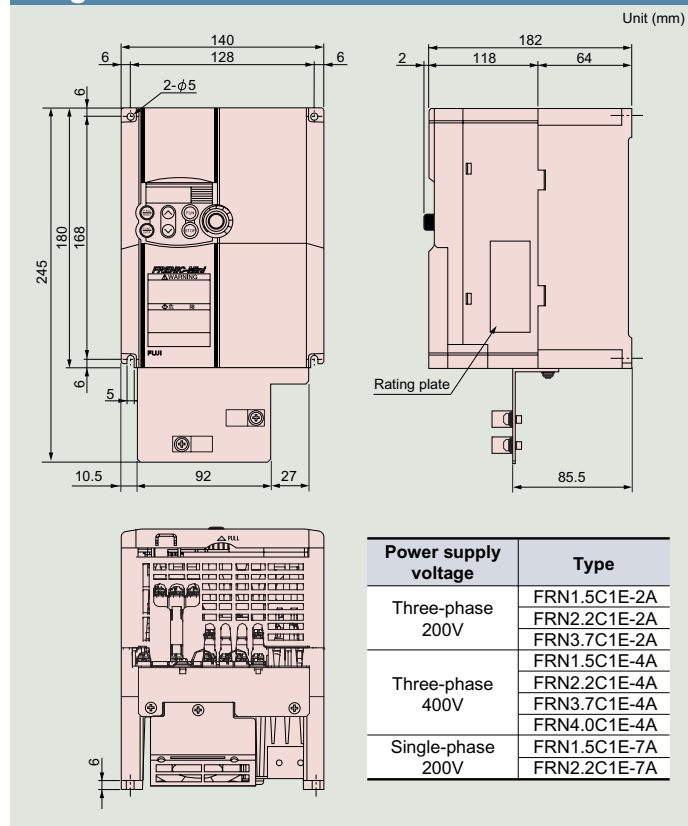 Unit (mm)
140
6 128 6
2-ϕ5
6
245
180
168
6
5
10.5 92 27
FRENIC-Mini
WARNING
FUJI
182
2 118 64
Rating plate
85.5
PULL
6
Power supply voltage Type
Three-phase 200V
FRN1.5C1E-2A
FRN2.2C1E-2A
FRN3.7C1E-2A
Three-phase 400V
FRN1.5C1E-4A
FRN2.2C1E-4A
FRN3.7C1E-4A
FRN4.0C1E-4A
Single-phase 200V
FRN1.5C1E-7A
FRN2.2C1E-7A